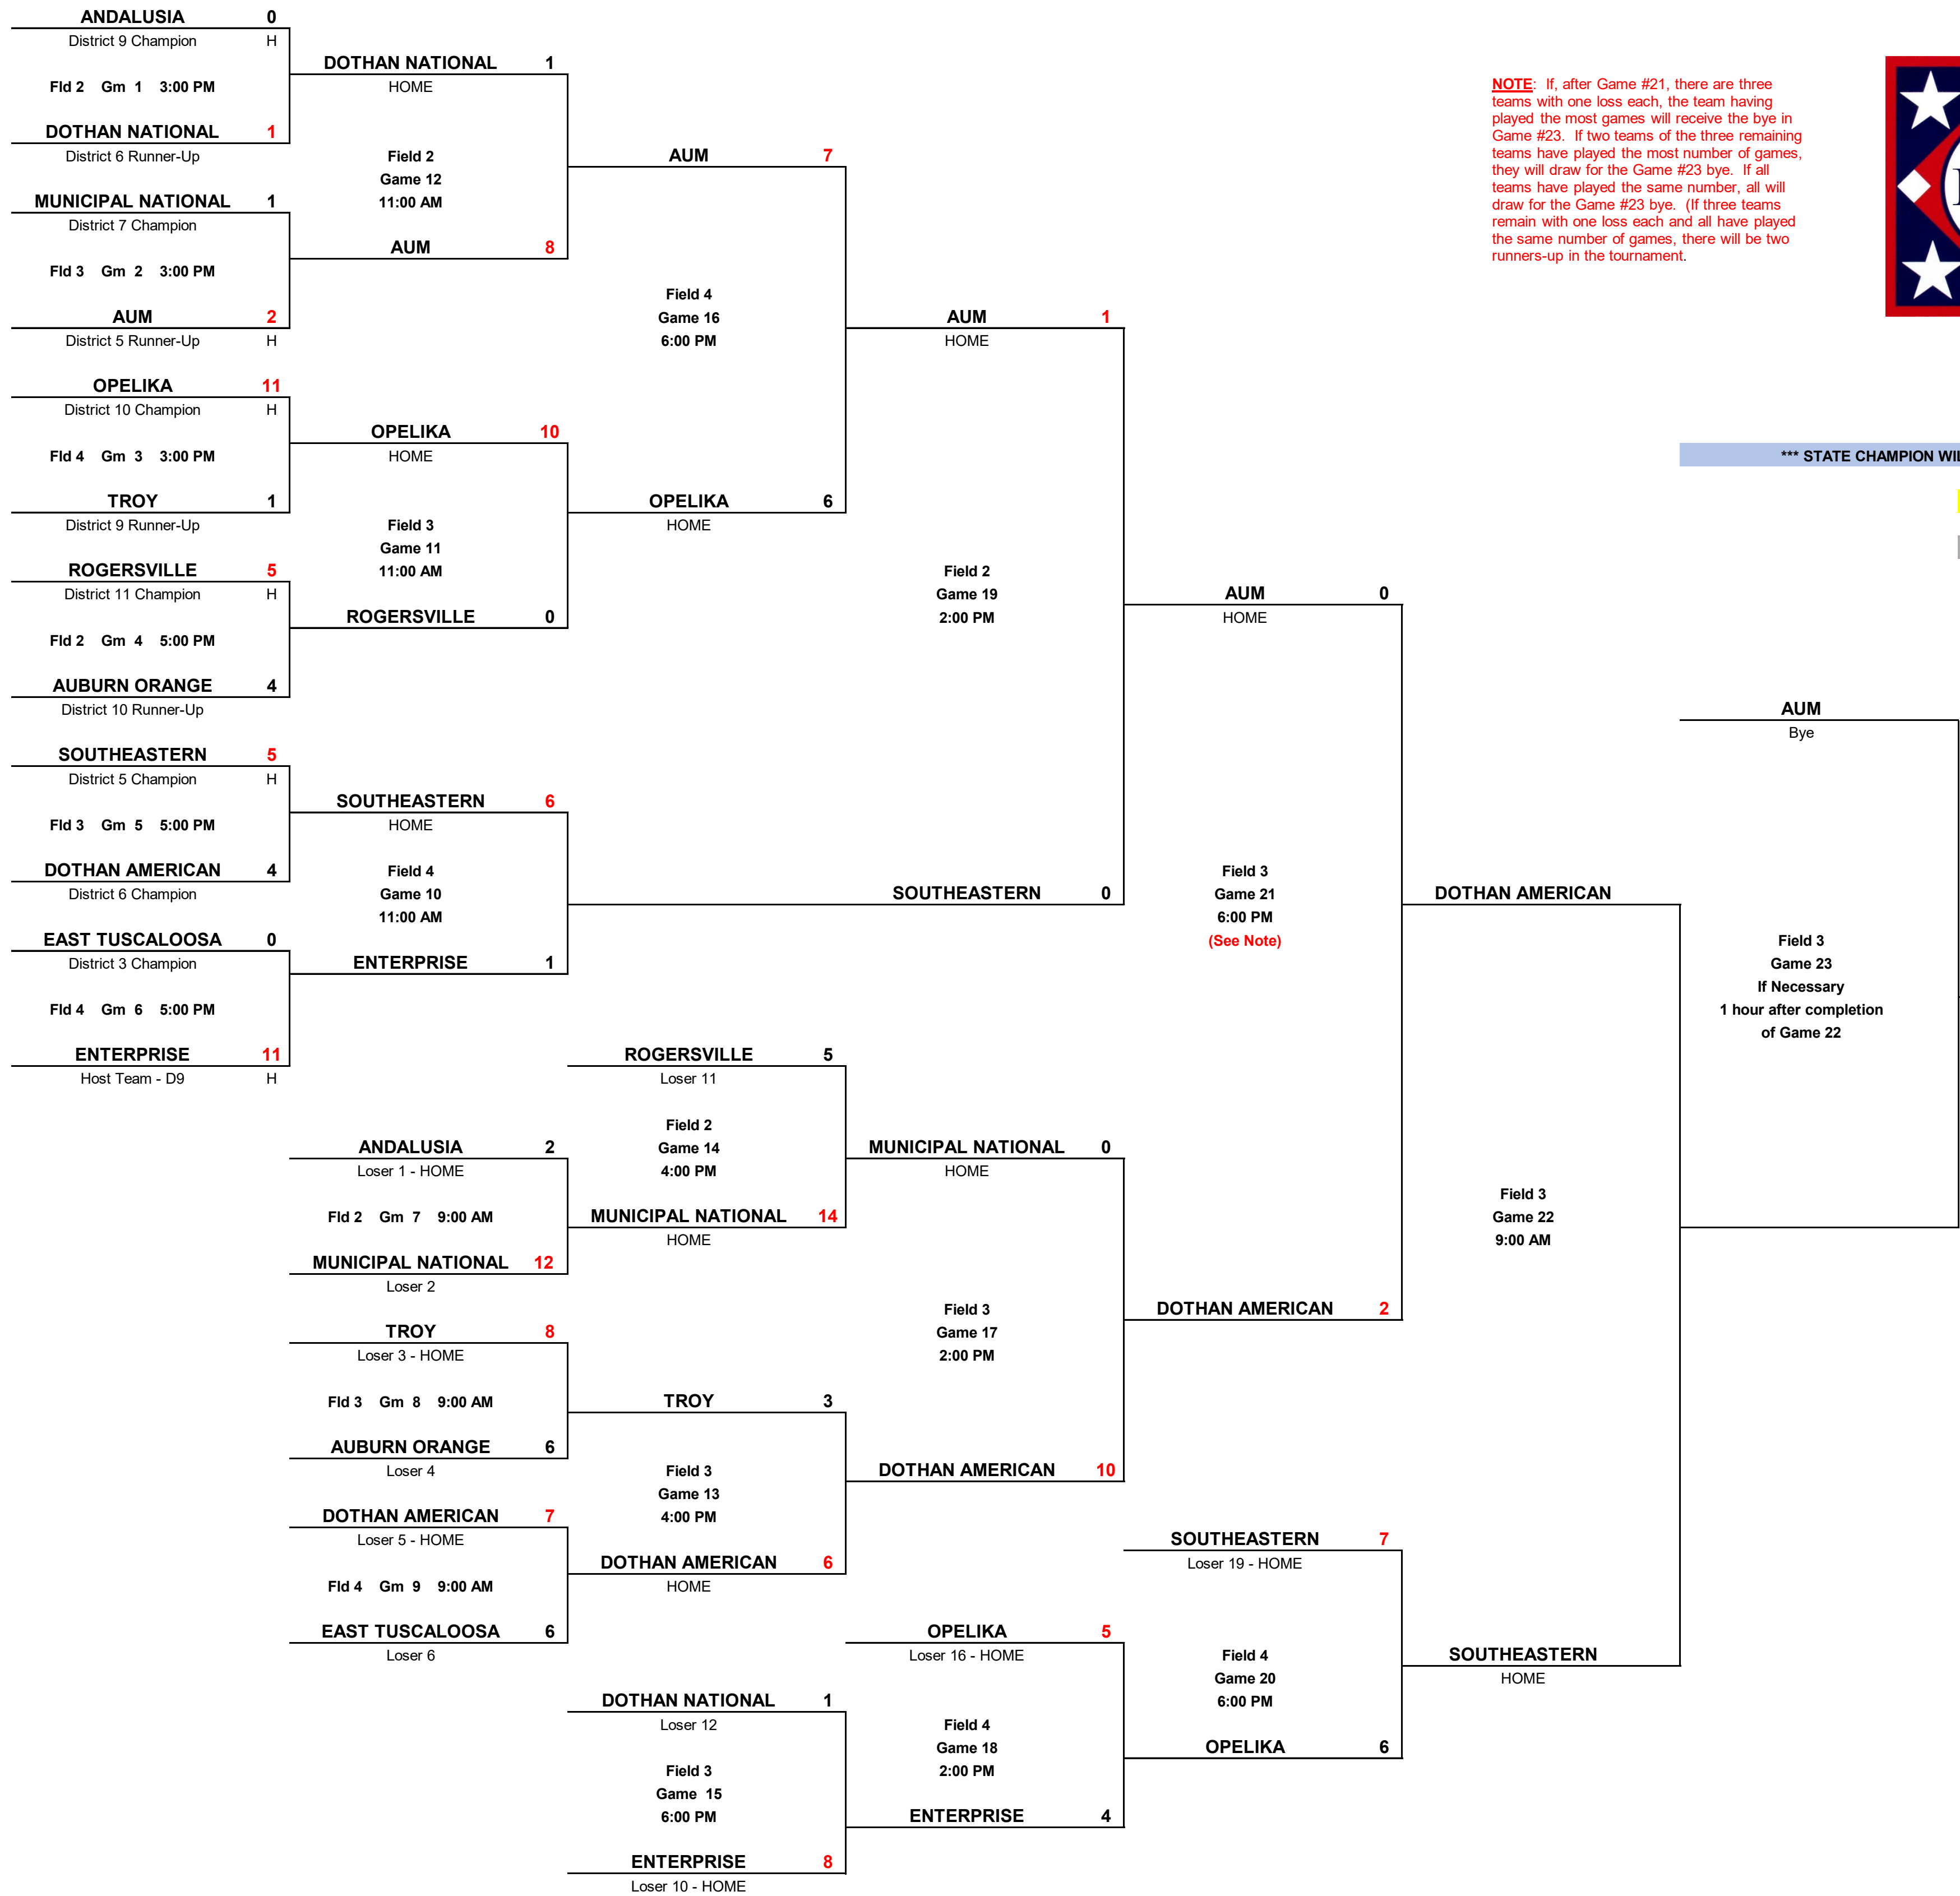 ANDALUSIA 0
District 9 Champion H
Fld 2 Gm 1 3:00 PM
DOTHAN NATIONAL 1
District 6 Runner-Up
MUNICIPAL NATIONAL 1
District 7 Champion
Fld 3 Gm 2 3:00 PM
AUM 2
District 5 Runner-Up H
OPELIKA 11
District 10 Champion H
Fld 4 Gm 3 3:00 PM
TROY 1
District 9 Runner-Up
ROGERSVILLE 5
District 11 Champion H
Fld 2 Gm 4 5:00 PM
AUBURN ORANGE 4
District 10 Runner-Up
SOUTHEASTERN 5
District 5 Champion H
Fld 3 Gm 5 5:00 PM
DOTHAN AMERICAN 4
District 6 Champion
EAST TUSCALOOSA 0
District 3 Champion
Fld 4 Gm 6 5:00 PM
ENTERPRISE 11
Host Team - D9 H
DOTHAN NATIONAL 1
HOME
Field 2
Game 12
11:00 AM
AUM 8
OPELIKA 10
HOME
Field 3
Game 11
11:00 AM
ROGERSVILLE 0
SOUTHEASTERN 6
HOME
Field 4
Game 10
11:00 AM
ENTERPRISE 1
ANDALUSIA 2
Loser 1 - HOME
Fld 2 Gm 7 9:00 AM
MUNICIPAL NATIONAL 12
Loser 2
TROY 8
Loser 3 - HOME
Fld 3 Gm 8 9:00 AM
AUBURN ORANGE 6
Loser 4
DOTHAN AMERICAN 7
Loser 5 - HOME
Fld 4 Gm 9 9:00 AM
EAST TUSCALOOSA 6
Loser 6
AUM 7
Field 4
Game 16
6:00 PM
OPELIKA 6
HOME
ROGERSVILLE 5
Loser 11
Field 2
Game 14
4:00 PM
MUNICIPAL NATIONAL 14
HOME
TROY 3
Field 3
Game 13
4:00 PM
DOTHAN AMERICAN 6
HOME
DOTHAN NATIONAL 1
Loser 12
Field 3
Game 15
6:00 PM
ENTERPRISE 8
Loser 10 - HOME
AUM 1
HOME
Field 2
Game 19
2:00 PM
SOUTHEASTERN 0
MUNICIPAL NATIONAL 0
HOME
Field 3
Game 17
2:00 PM
DOTHAN AMERICAN 10
OPELIKA 5
Loser 16 - HOME
Field 4
Game 18
2:00 PM
ENTERPRISE 4
AUM 0
HOME
Field 3
Game 21
6:00 PM
(See Note)
DOTHAN AMERICAN 2
SOUTHEASTERN 7
Loser 19 - HOME
Field 4
Game 20
6:00 PM
OPELIKA 6
NOTE: If, after Game #21, there are three
teams with one loss each, the team having
played the most games will receive the bye in
Game #23. If two teams of the three remaining
teams have played the most number of games,
they will draw for the Game #23 bye. If all
teams have played the same number, all will
draw for the Game #23 bye. (If three teams
remain with one loss each and all have played
the same number of games, there will be two
runners-up in the tournament.
DOTHAN AMERICAN
Field 3
Game 22
9:00 AM
SOUTHEASTERN
HOME
*** STATE CHAMPION
AUM
Bye
Field 3
Game 23
If Necessary
1 hour after completion
of Game 22